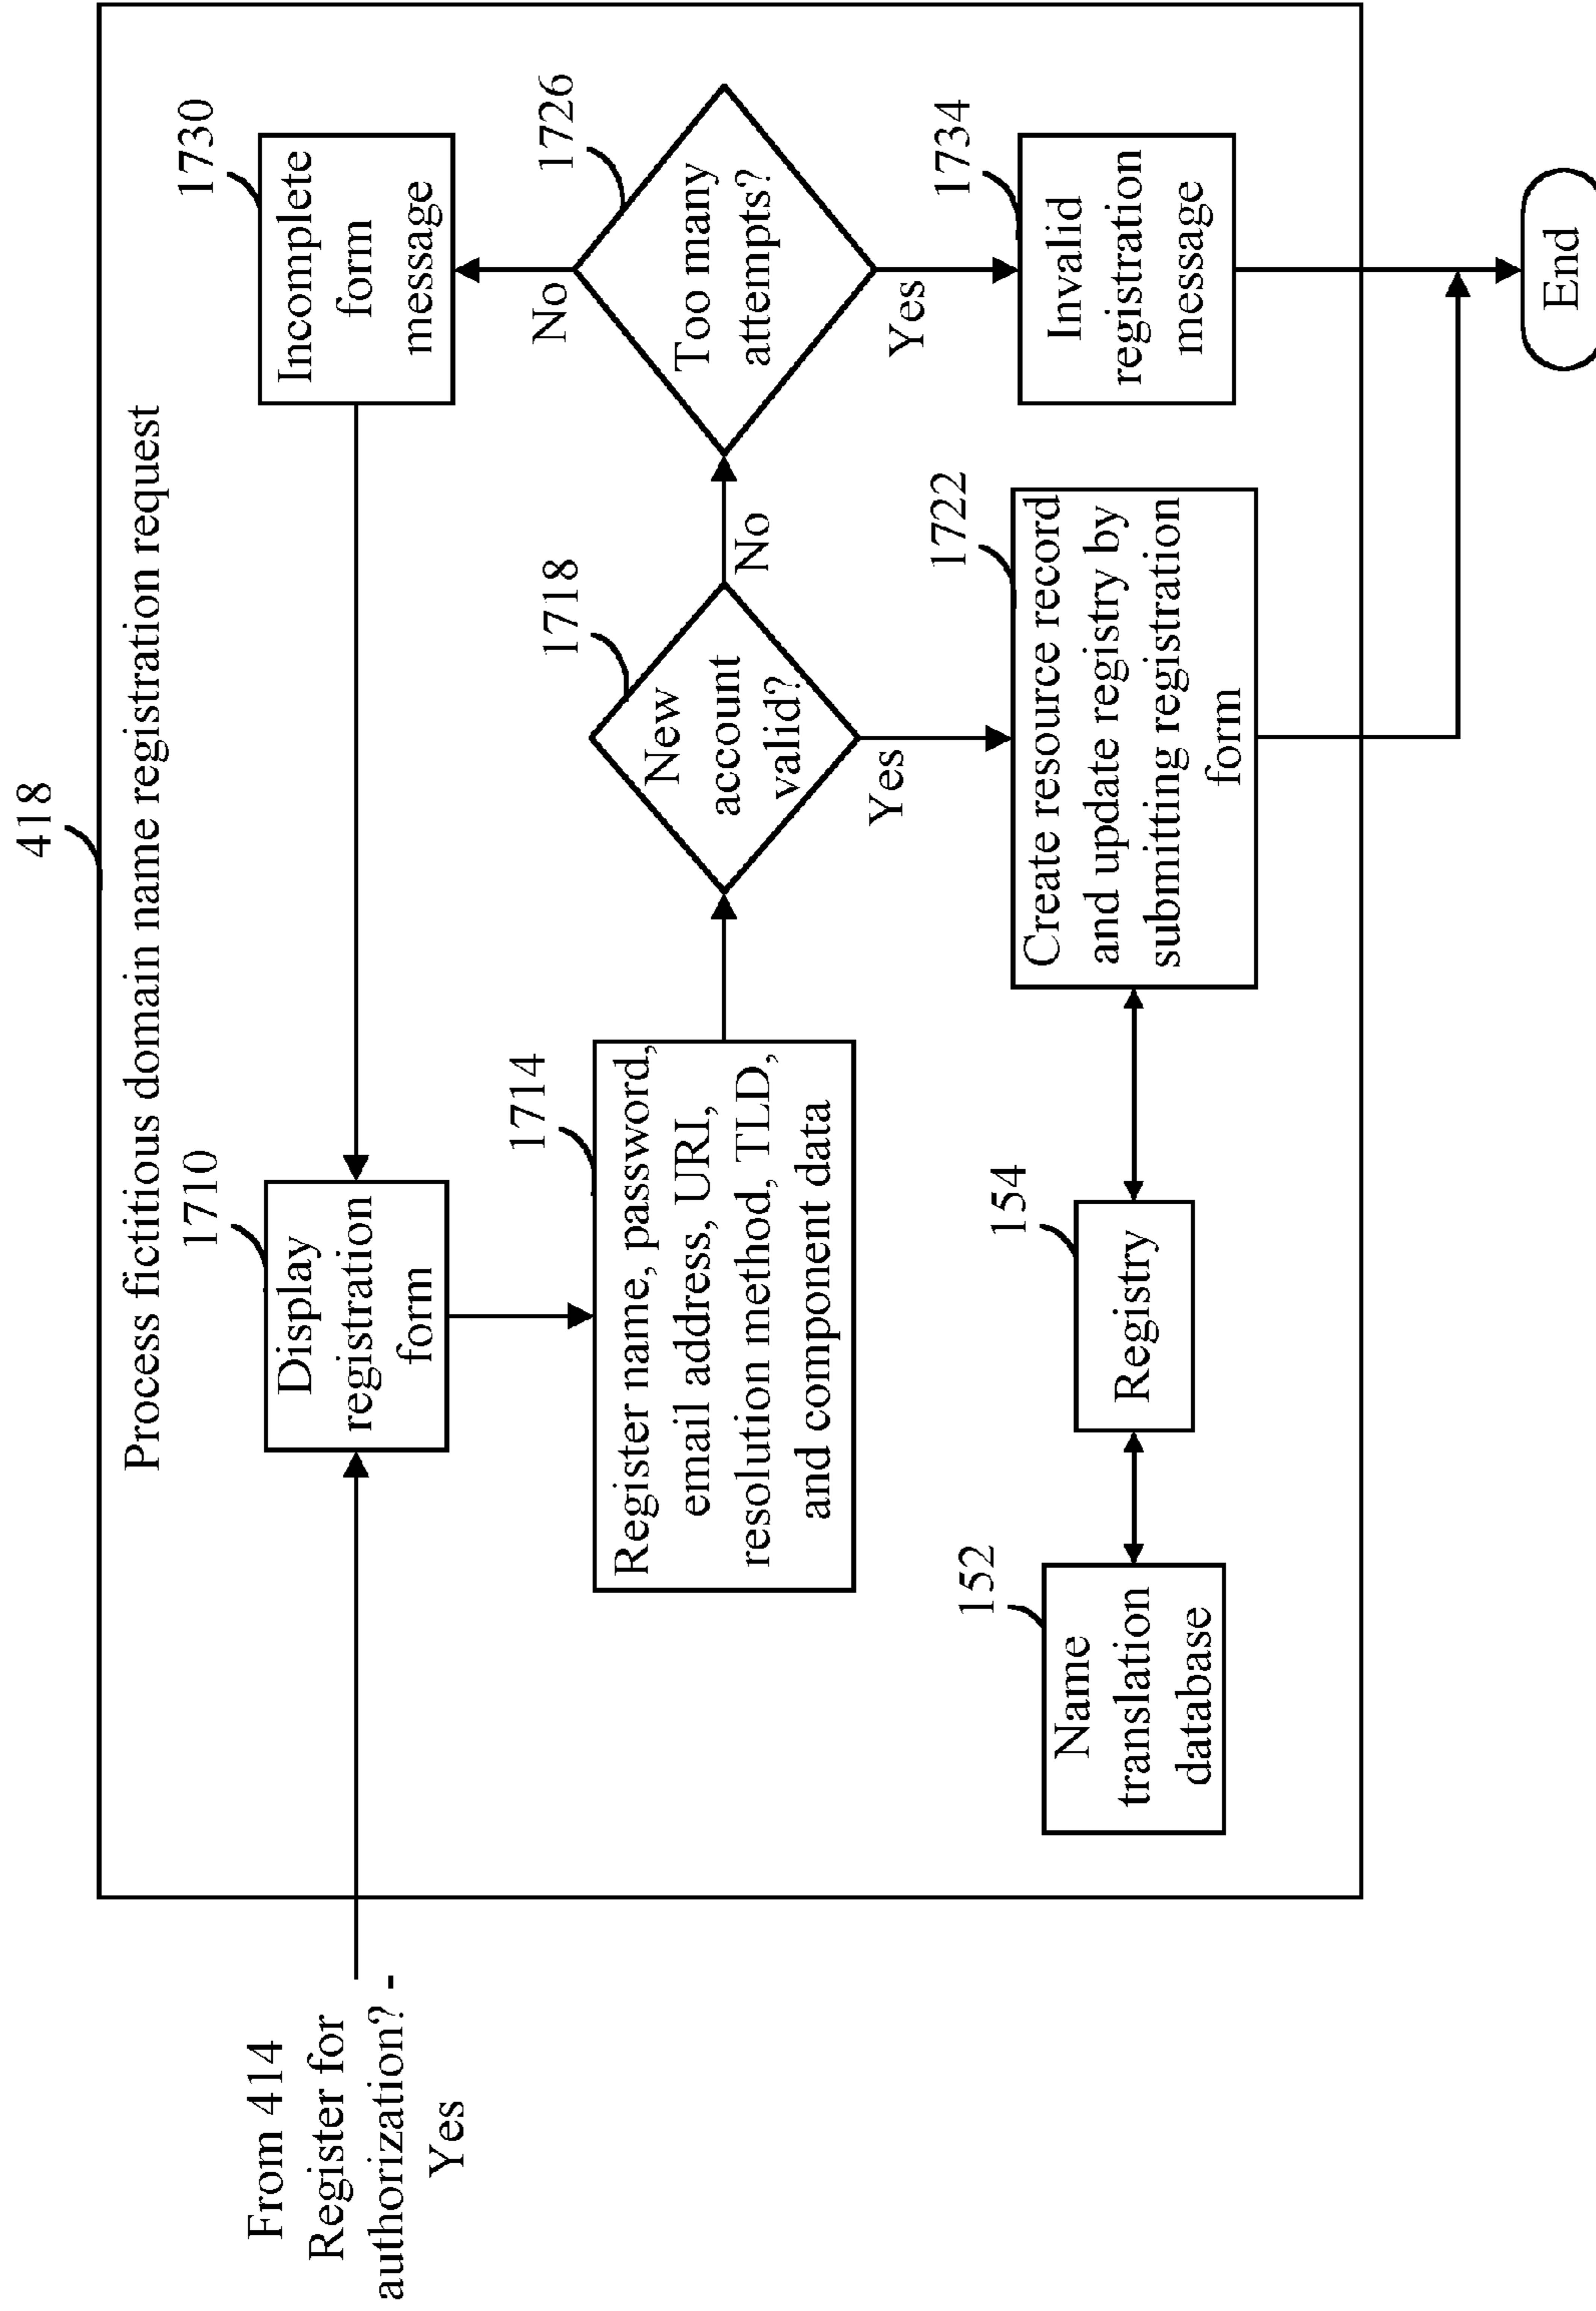 418
Process fictitious domain name registration request
From 414
Register for
authorization? -
Yes
1710
Display
registration
form
1730
Incomplete
form
message
1714
Register name, password,
email address, URI,
resolution method, TLD,
and component data
1718
New
account
valid?
No
Yes
1726
Too many
attempts?
No
Yes
152
Name
translation
database
154
Registry
1722
Create resource record
and update registry by
submitting registration
form
1734
Invalid
registration
message
End